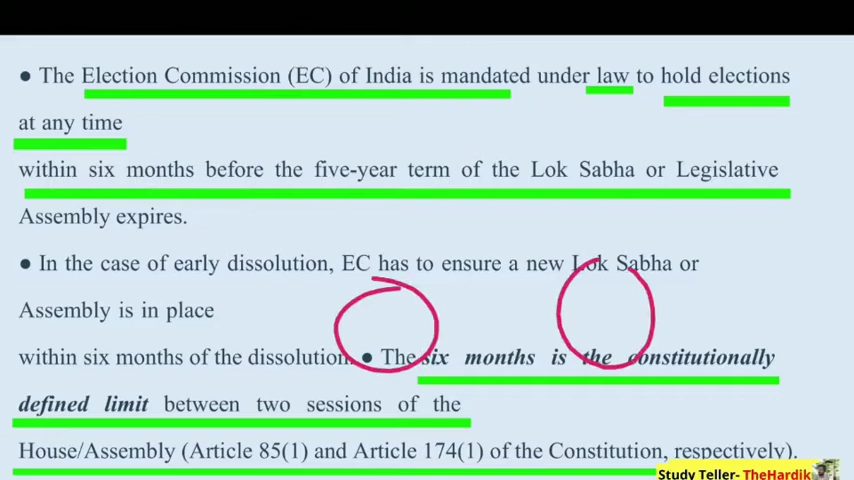 ● The Election Commission (EC) of India is mandated under law to hold elections
at any time
within six months before the five-year term of the Lok Sabha or Legislative
Assembly expires.
● In the case of early dissolution, EC has to ensure a new Lok Sabha or
Assembly is in place
within six months of the dissolution. ● The six months is the constitutionally
defined limit between two sessions of the
House/Assembly (Article 85(1) and Article 174(1) of the Constitution, respectively).
Study Teller- TheHardik